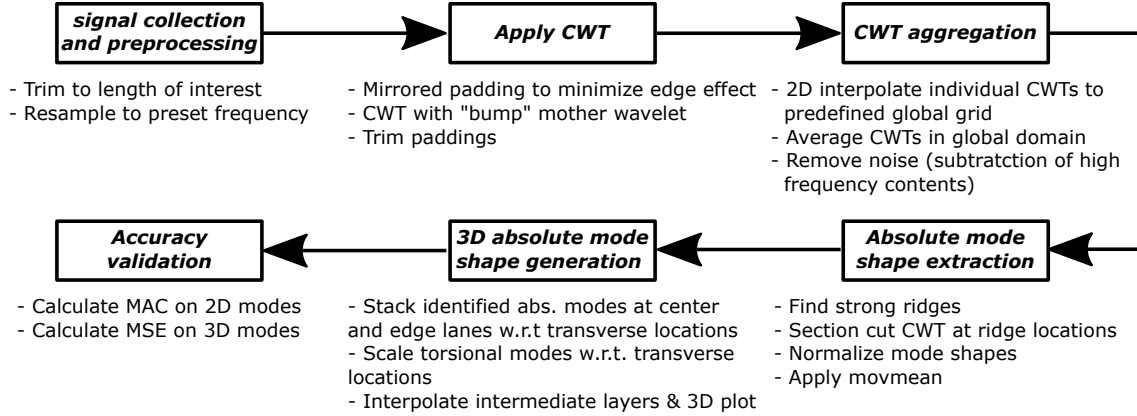 signal collection
and preprocessing
- Trim to length of interest
- Resample to preset frequency
Apply CWT
- Mirrored padding to minimize edge effect
- CWT with "bump" mother wavelet
- Trim paddings
CWT aggregation
- 2D interpolate individual CWTs to
predefined global grid
- Average CWTs in global domain
- Remove noise (subtratction of high
frequency contents)
Absolute mode
shape extraction
- Find strong ridges
- Section cut CWT at ridge locations
- Normalize mode shapes
- Apply movmean
3D absolute mode
shape generation
- Stack identified abs. modes at center
and edge lanes w.r.t transverse locations
- Scale torsional modes w.r.t. transverse
locations
- Interpolate intermediate layers & 3D plot
Accuracy
validation
- Calculate MAC on 2D modes
- Calculate MSE on 3D modes